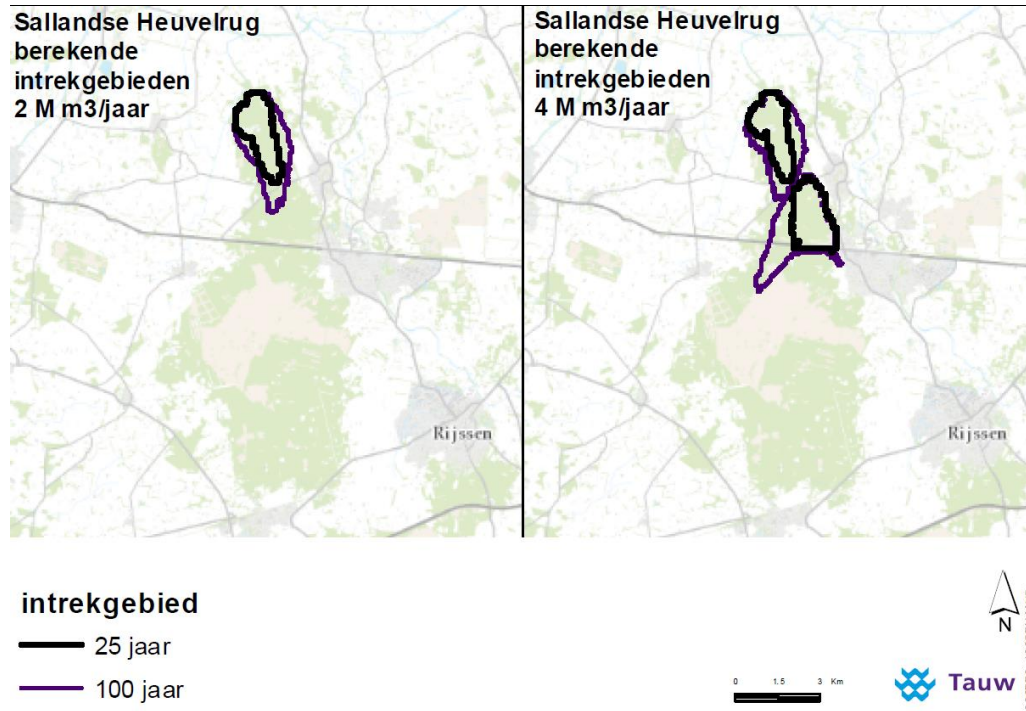 Sallandse Heuvelrug
berekende
intrekgebieden
2 M m3/jaar
Sallandse Heuvelrug
berekende
intrekgebieden
4 M m3/jaar
Rijssen
Rijssen
intrekgebied
25 jaar
100 jaar
N
0 1.5 3 Km
Tauw